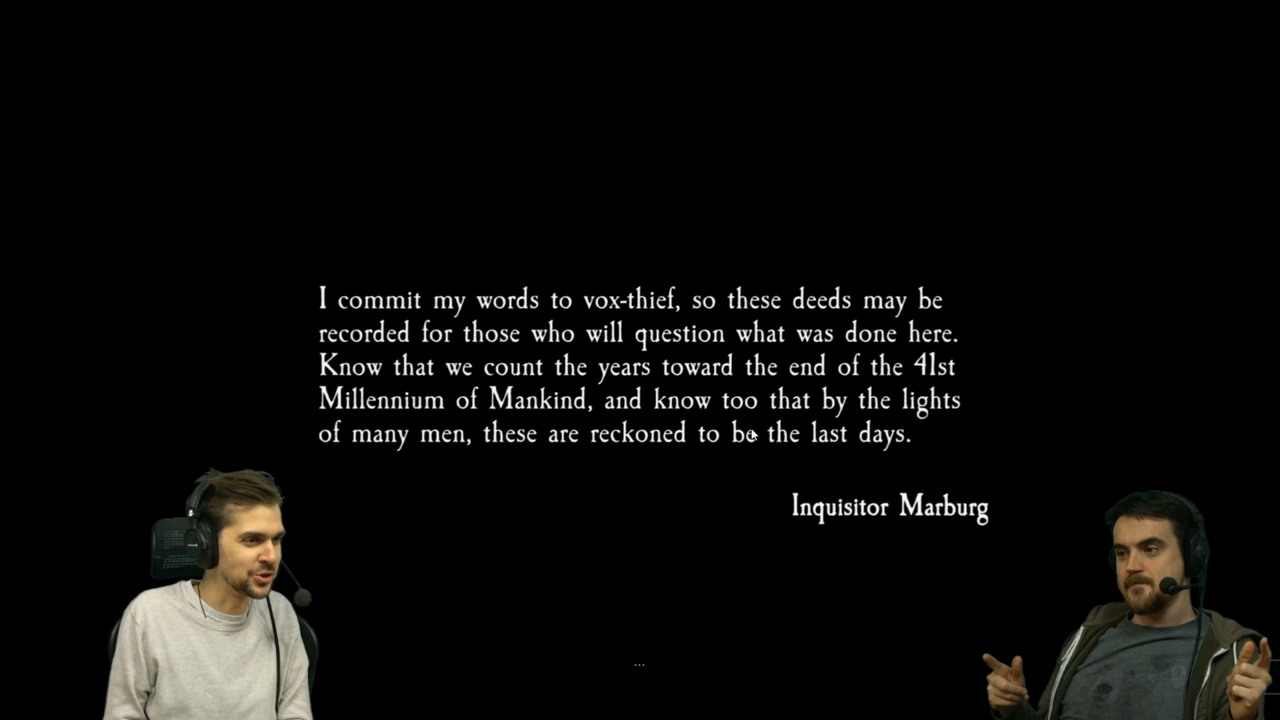 I commit my words to vox-thief, so these deeds may be
recorded for those who will question what was done here.
Know that we count the years toward the end of the 41st
Millennium of Mankind, and know too that by the lights
of many men, these are reckoned to be the last days.
Inquisitor Marburg
...